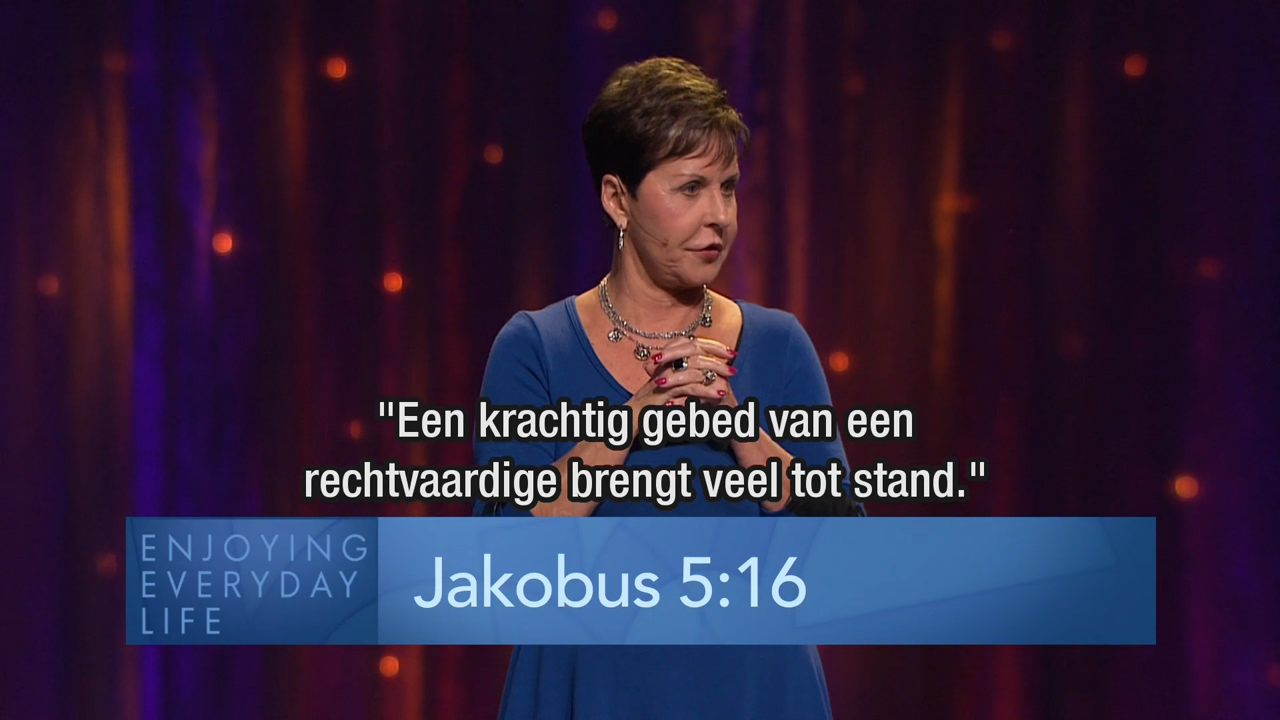 "Een krachtig gebed van een
rechtvaardige brengt veel tot stand."
ENJOYING
EVERYDAY
LIFE
Jakobus 5:16